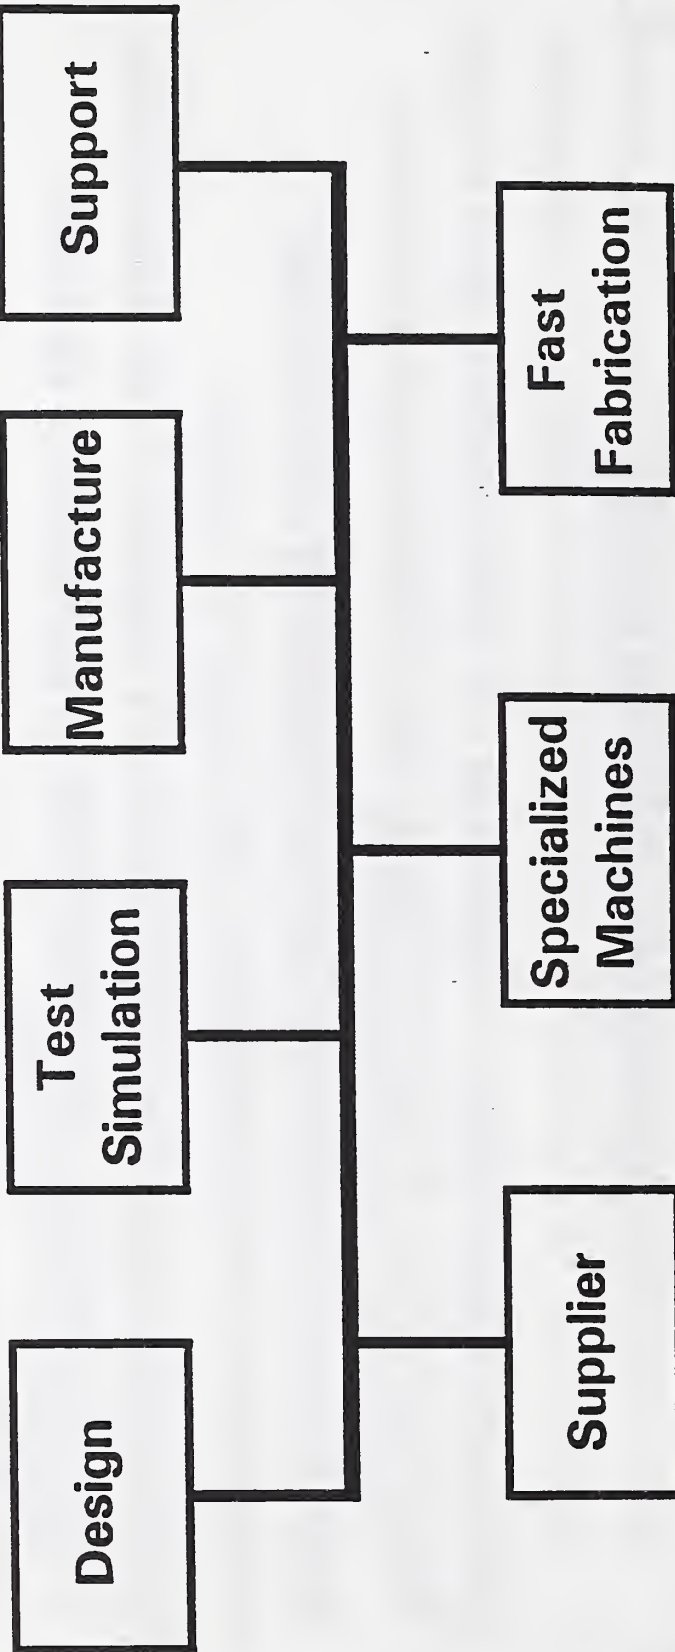 Design
Test
Simulation
Manufacture
Support
Supplier
Specialized
Machines
Fast
Fabrication